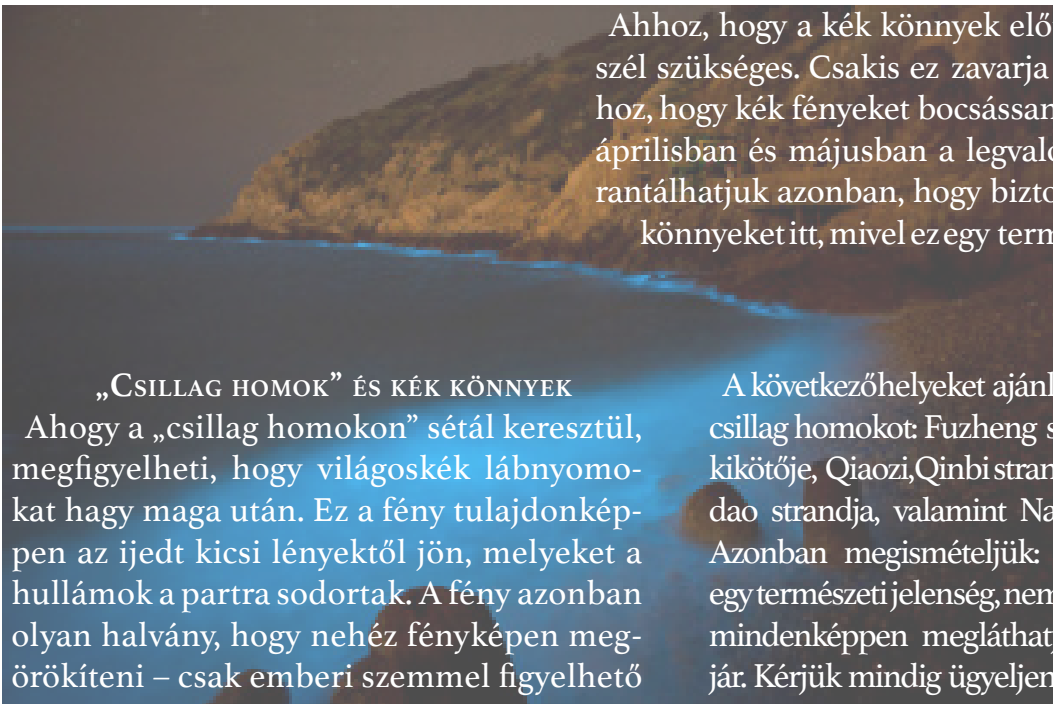 Ahhoz, hogy a kék könnyek elő
szél szükséges. Csakis ez zavarja
hoz, hogy kék fényeket bocsássan
áprilisban és májusban a legval
rantálhatjuk azonban, hogy bizto
könnyeket itt, mivel ez egy term
„Csillag homok” és kék könnyek
Ahogy a „csillag homokon” sétál keresztül,
megfigyelheti, hogy világoskék lábnyomo-
kat hagy maga után. Ez a fény tulajdonkép-
pen az ijedt kicsi lényektől jön, melyeket a
hullámok a partra sodortak. A fény azonban
olyan halvány, hogy nehéz fényképen meg-
örökíteni – csak emberi szemmel figyelhető
A következő helyeket ajánl
csillag homokot: Fuzheng s
kikötője, Qiaozi, Qinbi stran
dao strandja, valamint Na
Azonban megismételjük:
egy természeti jelenség, nem
mindenképpen megláthatj
jár. Kérjük mindig ügyeljen